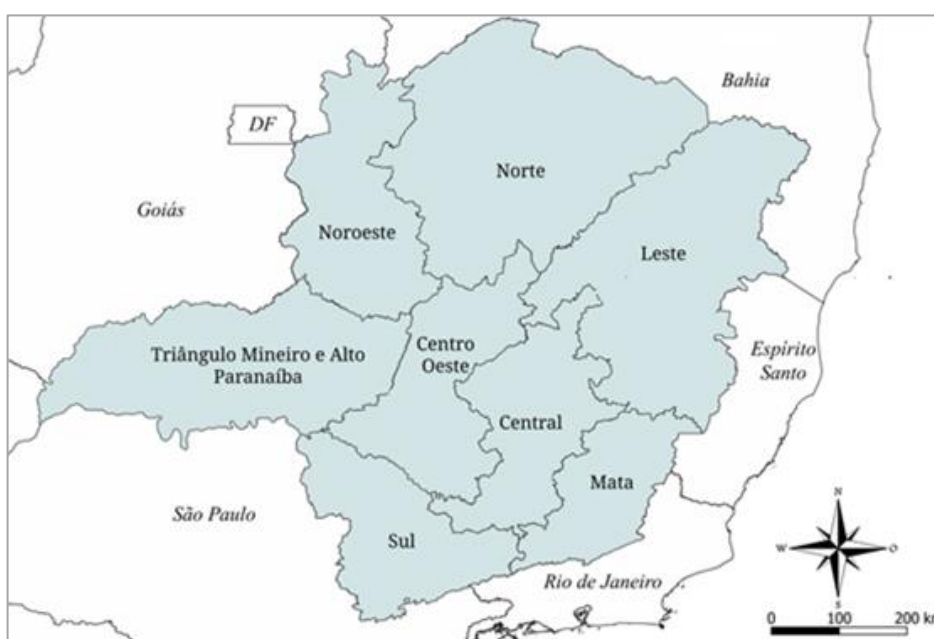 Bahia
DF
Norte
Goiás
Noroeste
Leste
Triângulo Mineiro e Alto
Paranaíba
Centro
Oeste
Espírito
Santo
Central
Mata
São Paulo
Sul
Rio de Janeiro
N
W
O
S
0 100 200 km